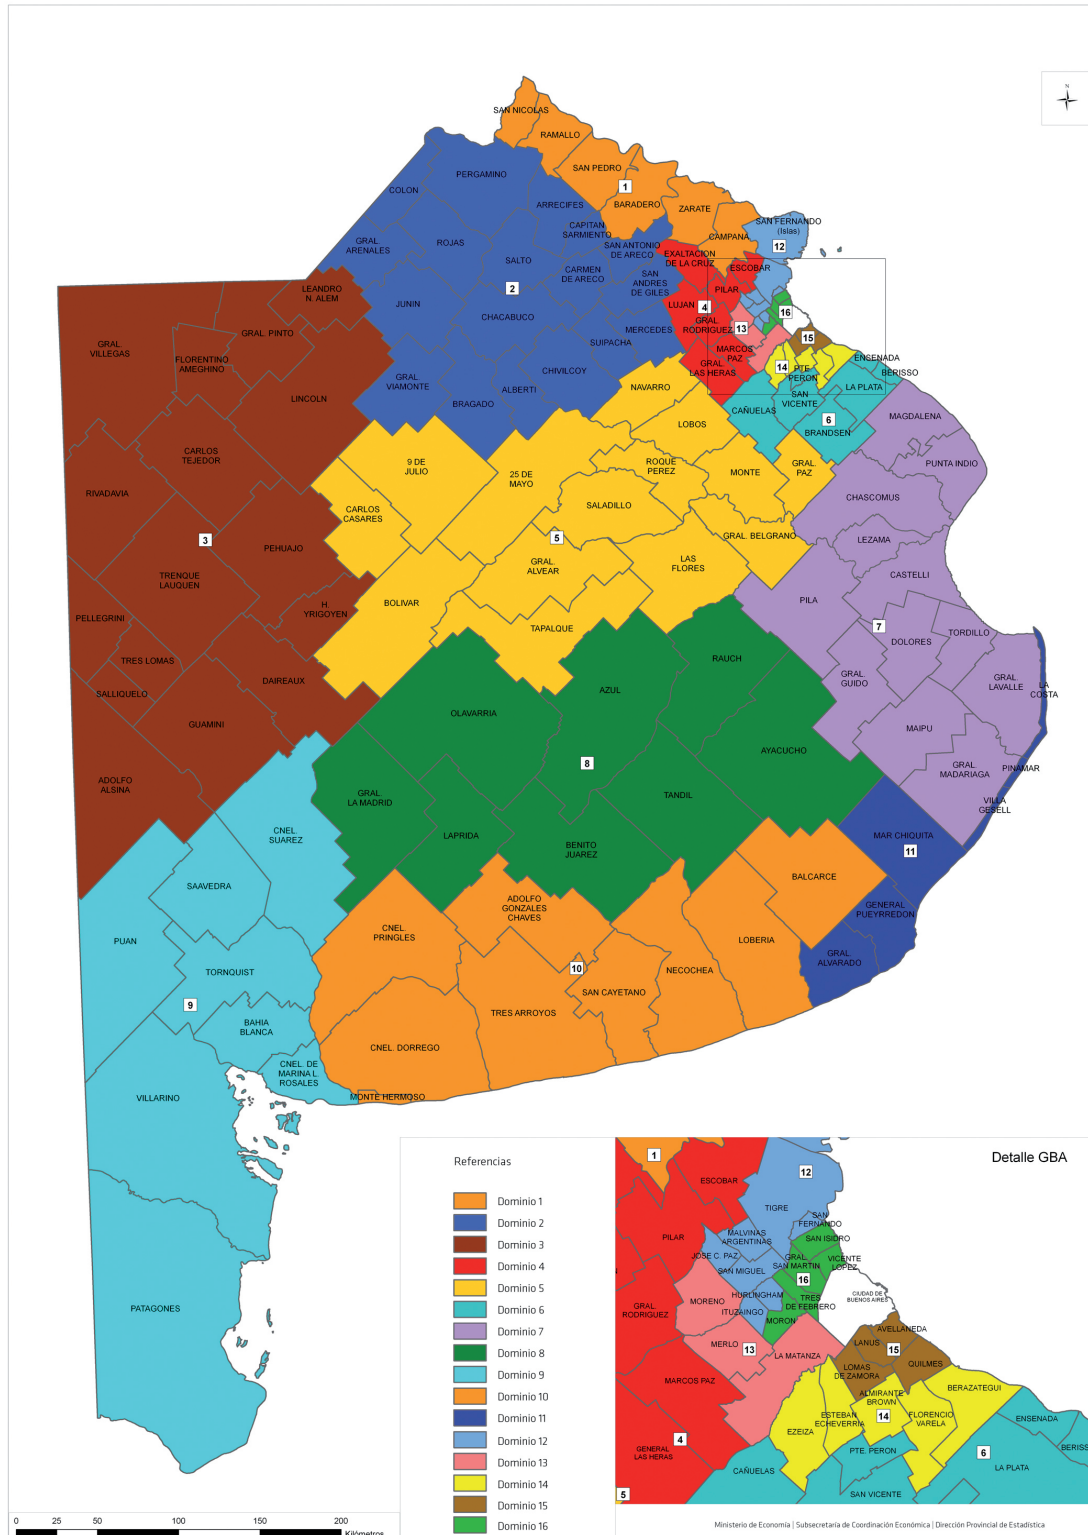 N
SAN NICOLAS
RAMALLO
SAN PEDRO
1
BARADERO
ZARATE
CAMPANA
SAN FERNANDO
(Islas)
12
COLON
PERGAMINO
ARRECIFES
CAPITAN
SARMIENTO
SAN ANTONIO
DE ARECO
EXALTACION
DE LA CRUZ
ESCOBAR
GRAL.
ARENALES
ROJAS
SALTO
CARMEN
DE ARECO
SAN
ANDRES
DE GILES
PILAR
LUJAN
4
16
LEANDRO
N. ALEM
JUNIN
2
CHACABUCO
MERCEDES
SUIPACHA
GRAL.
RODRIGUEZ
13
15
GRAL.
VILLEGAS
GRAL. PINTO
FLORENTINO
AMEGHINO
LINCOLN
GRAL.
VIAMONTE
BRAGADO
ALBERTI
CHIVILCOY
MARCOS
PAZ
GRAL.
LAS HERAS
14
PTE.
PERON
ENSENADA
BERISSO
LA PLATA
NAVARRO
SAN
VICENTE
CAÑUELAS
6
BRANDSEN
MAGDALENA
LOBOS
CARLOS
TEJEDOR
9 DE
JULIO
25 DE
MAYO
ROQUE
PEREZ
MONTE
GRAL.
PAZ
PUNTA INDIO
RIVADAVIA
CARLOS
CASARES
SALADILLO
CHASCOMUS
3
PEHUAJO
5
GRAL. BELGRANO
LEZAMA
TRENQUE
LAUQUEN
GRAL.
ALVEAR
LAS
FLORES
CASTELLI
PELLEGRINI
H.
YRIGOYEN
BOLIVAR
PILA
TAPALQUE
7
DOLORES
TORDILLO
TRES LOMAS
SALLIQUELO
DAIREAUX
RAUCH
GRAL.
GUIDO
GRAL.
LAVALLE
LA
COSTA
AZUL
OLAVARRIA
GUAMINI
MAIPU
AYACUCHO
ADOLFO
ALSINA
8
GRAL.
MADARIAGA
PINAMAR
GRAL.
LA MADRID
TANDIL
VILLA
GESELL
CNEL.
SUAREZ
LAPRIDA
BENITO
JUAREZ
MAR CHIQUITA
11
SAAVEDRA
BALCARCE
ADOLFO
GONZALES
CHAVES
GENERAL
PUEYRREDON
PUAN
CNEL.
PRINGLES
LOBERIA
GRAL.
ALVARADO
TORNQUIST
10
NECOCHEA
SAN CAYETANO
9
TRES ARROYOS
BAHIA
BLANCA
CNEL. DORREGO
CNEL. DE
MARINA L.
ROSALES
MONTE HERMOSO
VILLARINO
PATAGONES
Referencias
Dominio 1
Dominio 2
Dominio 3
Dominio 4
Dominio 5
Dominio 6
Dominio 7
Dominio 8
Dominio 9
Dominio 10
Dominio 11
Dominio 12
Dominio 13
Dominio 14
Dominio 15
Dominio 16
Detalle GBA
1
12
ESCOBAR
TIGRE
SAN
FERNANDO
PILAR
MALVINAS
ARGENTINAS
SAN ISIDRO
JOSE C. PAZ
GRAL.
SAN MARTIN
VICENTE
LOPEZ
SAN MIGUEL
16
HURLINGHAM
CIUDAD DE
BUENOS AIRES
GRAL.
RODRIGUEZ
MORENO
ITUZAINGO
TRES
DE FEBRERO
MORON
AVELLANEDA
MERLO
13
LA MATANZA
LANUS
15
QUILMES
MARCOS PAZ
LOMAS
DE ZAMORA
BERAZATEGUI
ALMIRANTE
BROWN
14
ESTEBAN
ECHEVERRIA
FLORENCIO
VARELA
EZEIZA
ENSENADA
4
GENERAL
LAS HERAS
PTE. PERON
6
BERISS
LA PLATA
CAÑUELAS
5
SAN VICENTE
0 50 100 150 200
Kilómetros
Ministerio de Economía | Subsecretaría de Coordinación Económica | Dirección Provincial de Estadística